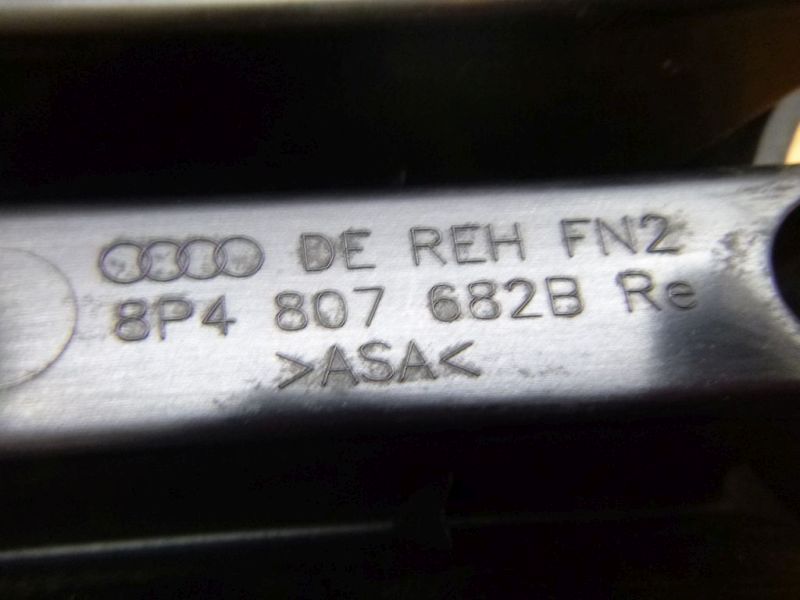 DE REH FN2
8P4 807 682B Re
>ASA<